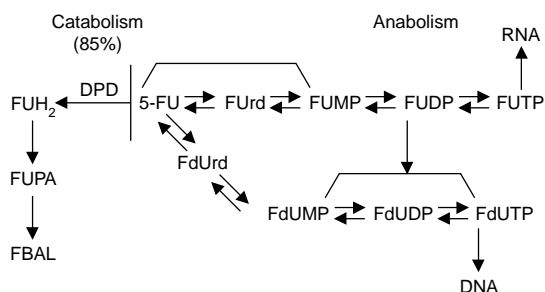 Catabolism
(85%)
Anabolism
RNA
DPD
FUH2
5-FU
FUrd
FUMP
FUDP
FUTP
FUPA
FdUrd
FBAL
FdUMP
FdUDP
FdUTP
DNA